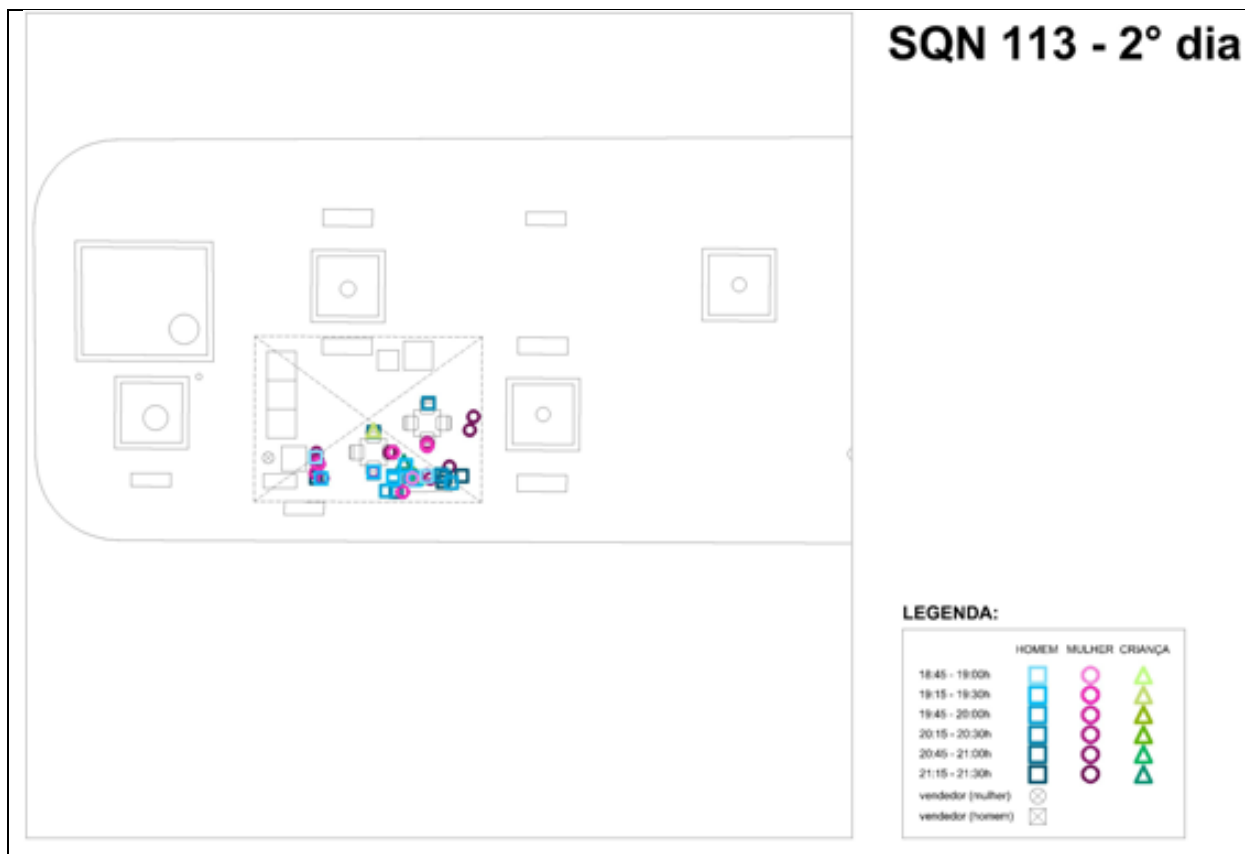 SQN 113 - 2° dia
LEGENDA:
HOMEM MULHER CRIANÇA
18:45 - 19:00h
19:15 - 19:30h
19:45 - 20:00h
20:15 - 20:30h
20:45 - 21:00h
21:15 - 21:30h
vendedor (mulher)
vendedor (homem)